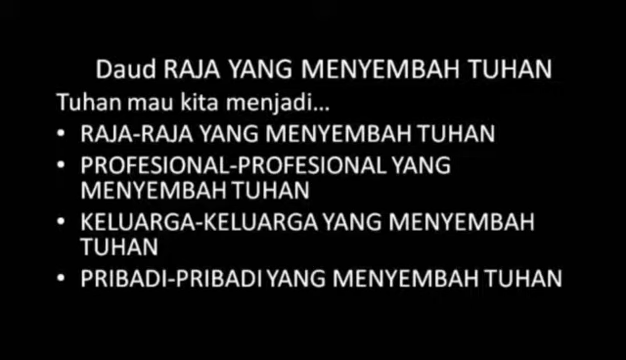 Daud RAJA YANG MENYEMBAH TUHAN
Tuhan mau kita menjadi...
• RAJA-RAJA YANG MENYEMBAH TUHAN
• PROFESIONAL-PROFESIONAL YANG
MENYEMBAH TUHAN
• KELUARGA-KELUARGA YANG MENYEMBAH
TUHAN
• PRIBADI-PRIBADI YANG MENYEMBAH TUHAN